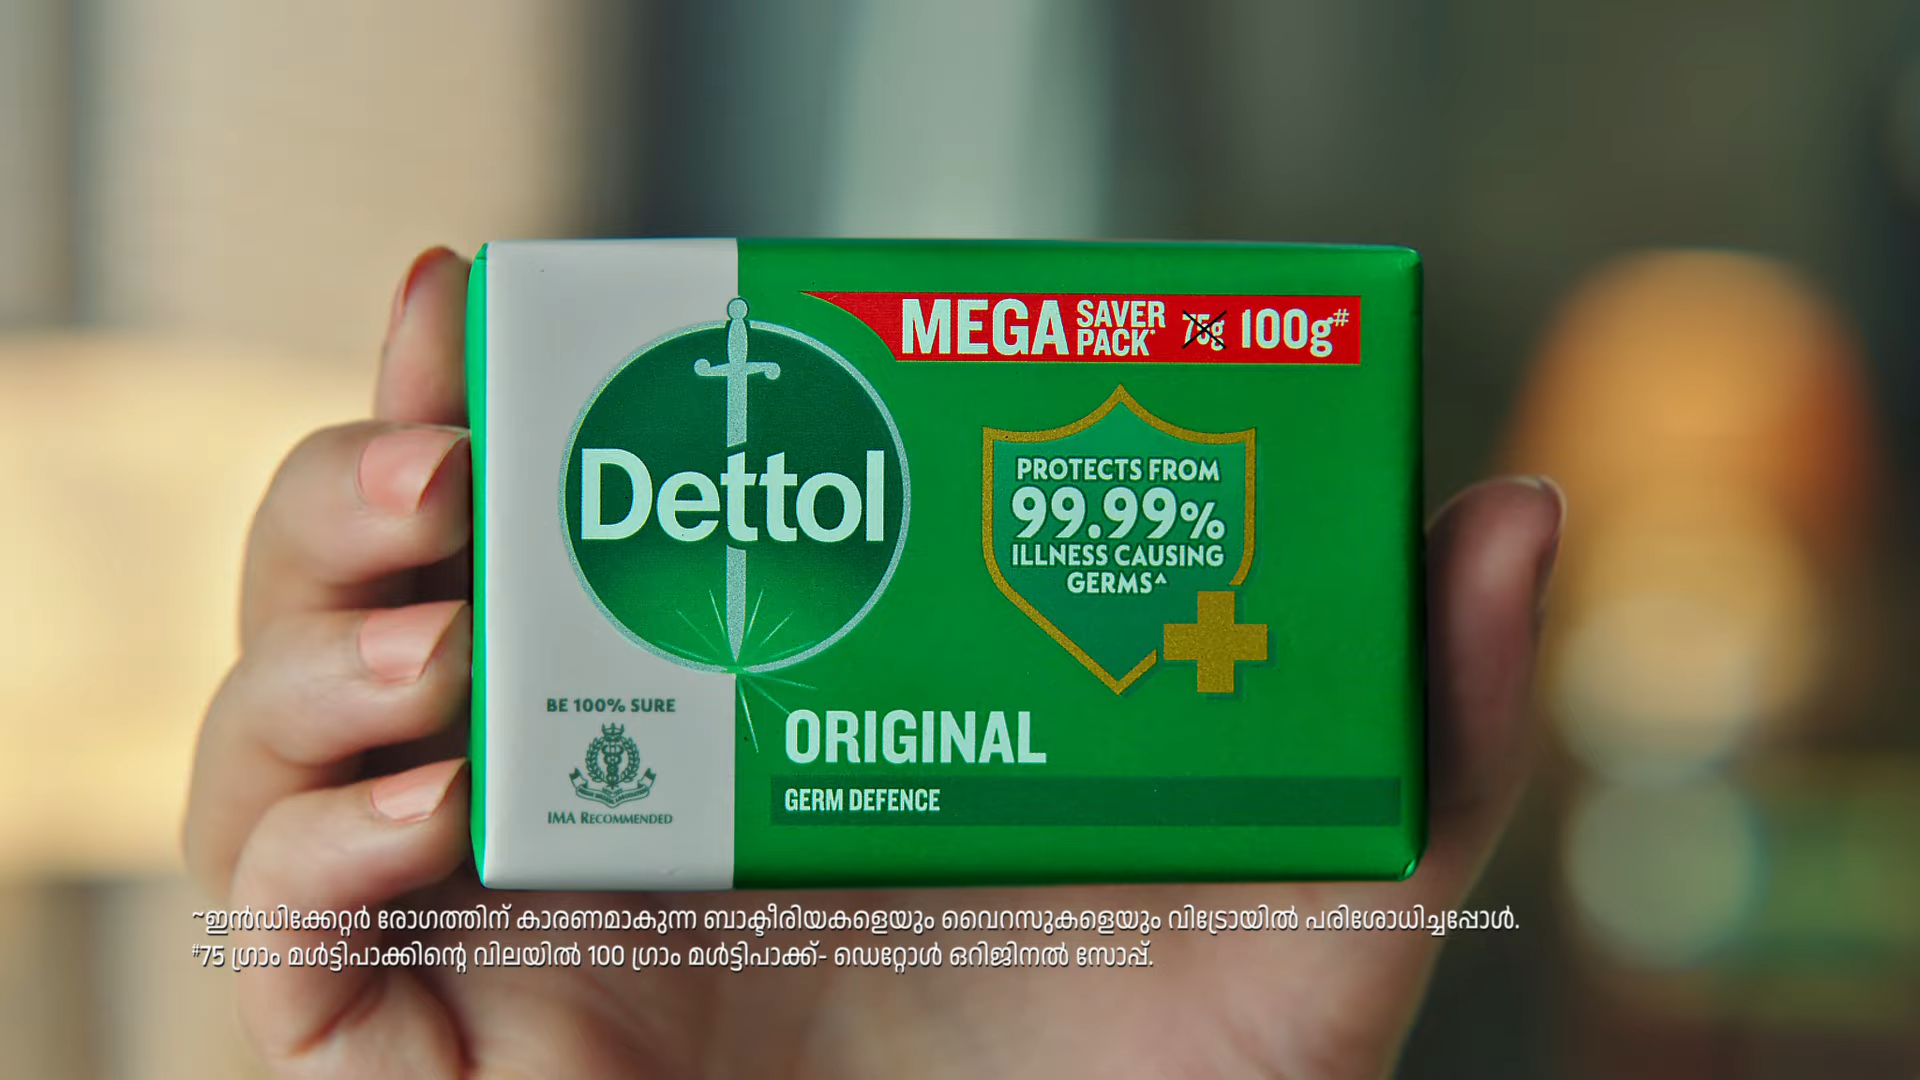 MEGA SAVER PACK* 75g 100g#
Dettol
PROTECTS FROM
99.99%
ILLNESS CAUSING
GERMS^
BE 100% SURE
IMA RECOMMENDED
ORIGINAL
GERM DEFENCE
~ഇൻഡിക്കേറ്റർ രോഗത്തിന് കാരണമാകുന്ന ബാക്ടീരിയകളെയും വൈറസുകളെയും വിട്രോയിൽ പരിശോധിച്ചപ്പോൾ.
#75 ഗ്രാം മൾട്ടിപാക്കിന്റെ വിലയിൽ 100 ഗ്രാം മൾട്ടിപാക്ക്- ഡെറ്റോൾ ഒറിജിനൽ സോപ്പ്.